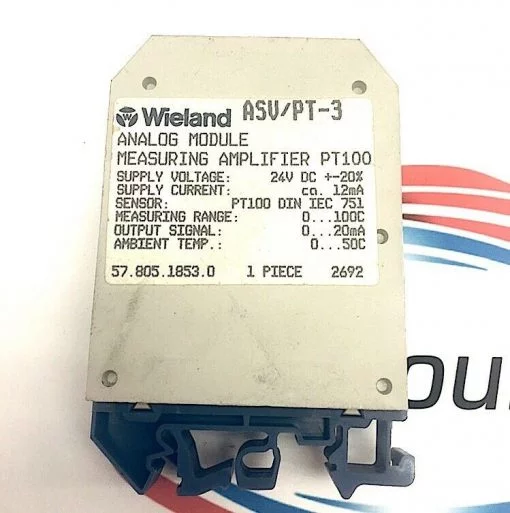 Wieland ASV/PT-3
ANALOG MODULE
MEASURING AMPLIFIER PT100
SUPPLY VOLTAGE: 24V DC +-20%
SUPPLY CURRENT: ca. 12mA
SENSOR: PT100 DIN IEC 751
MEASURING RANGE: 0...100C
OUTPUT SIGNAL: 0...20mA
AMBIENT TEMP.: 0...50C
57.805.1853.0 1 PIECE 2692